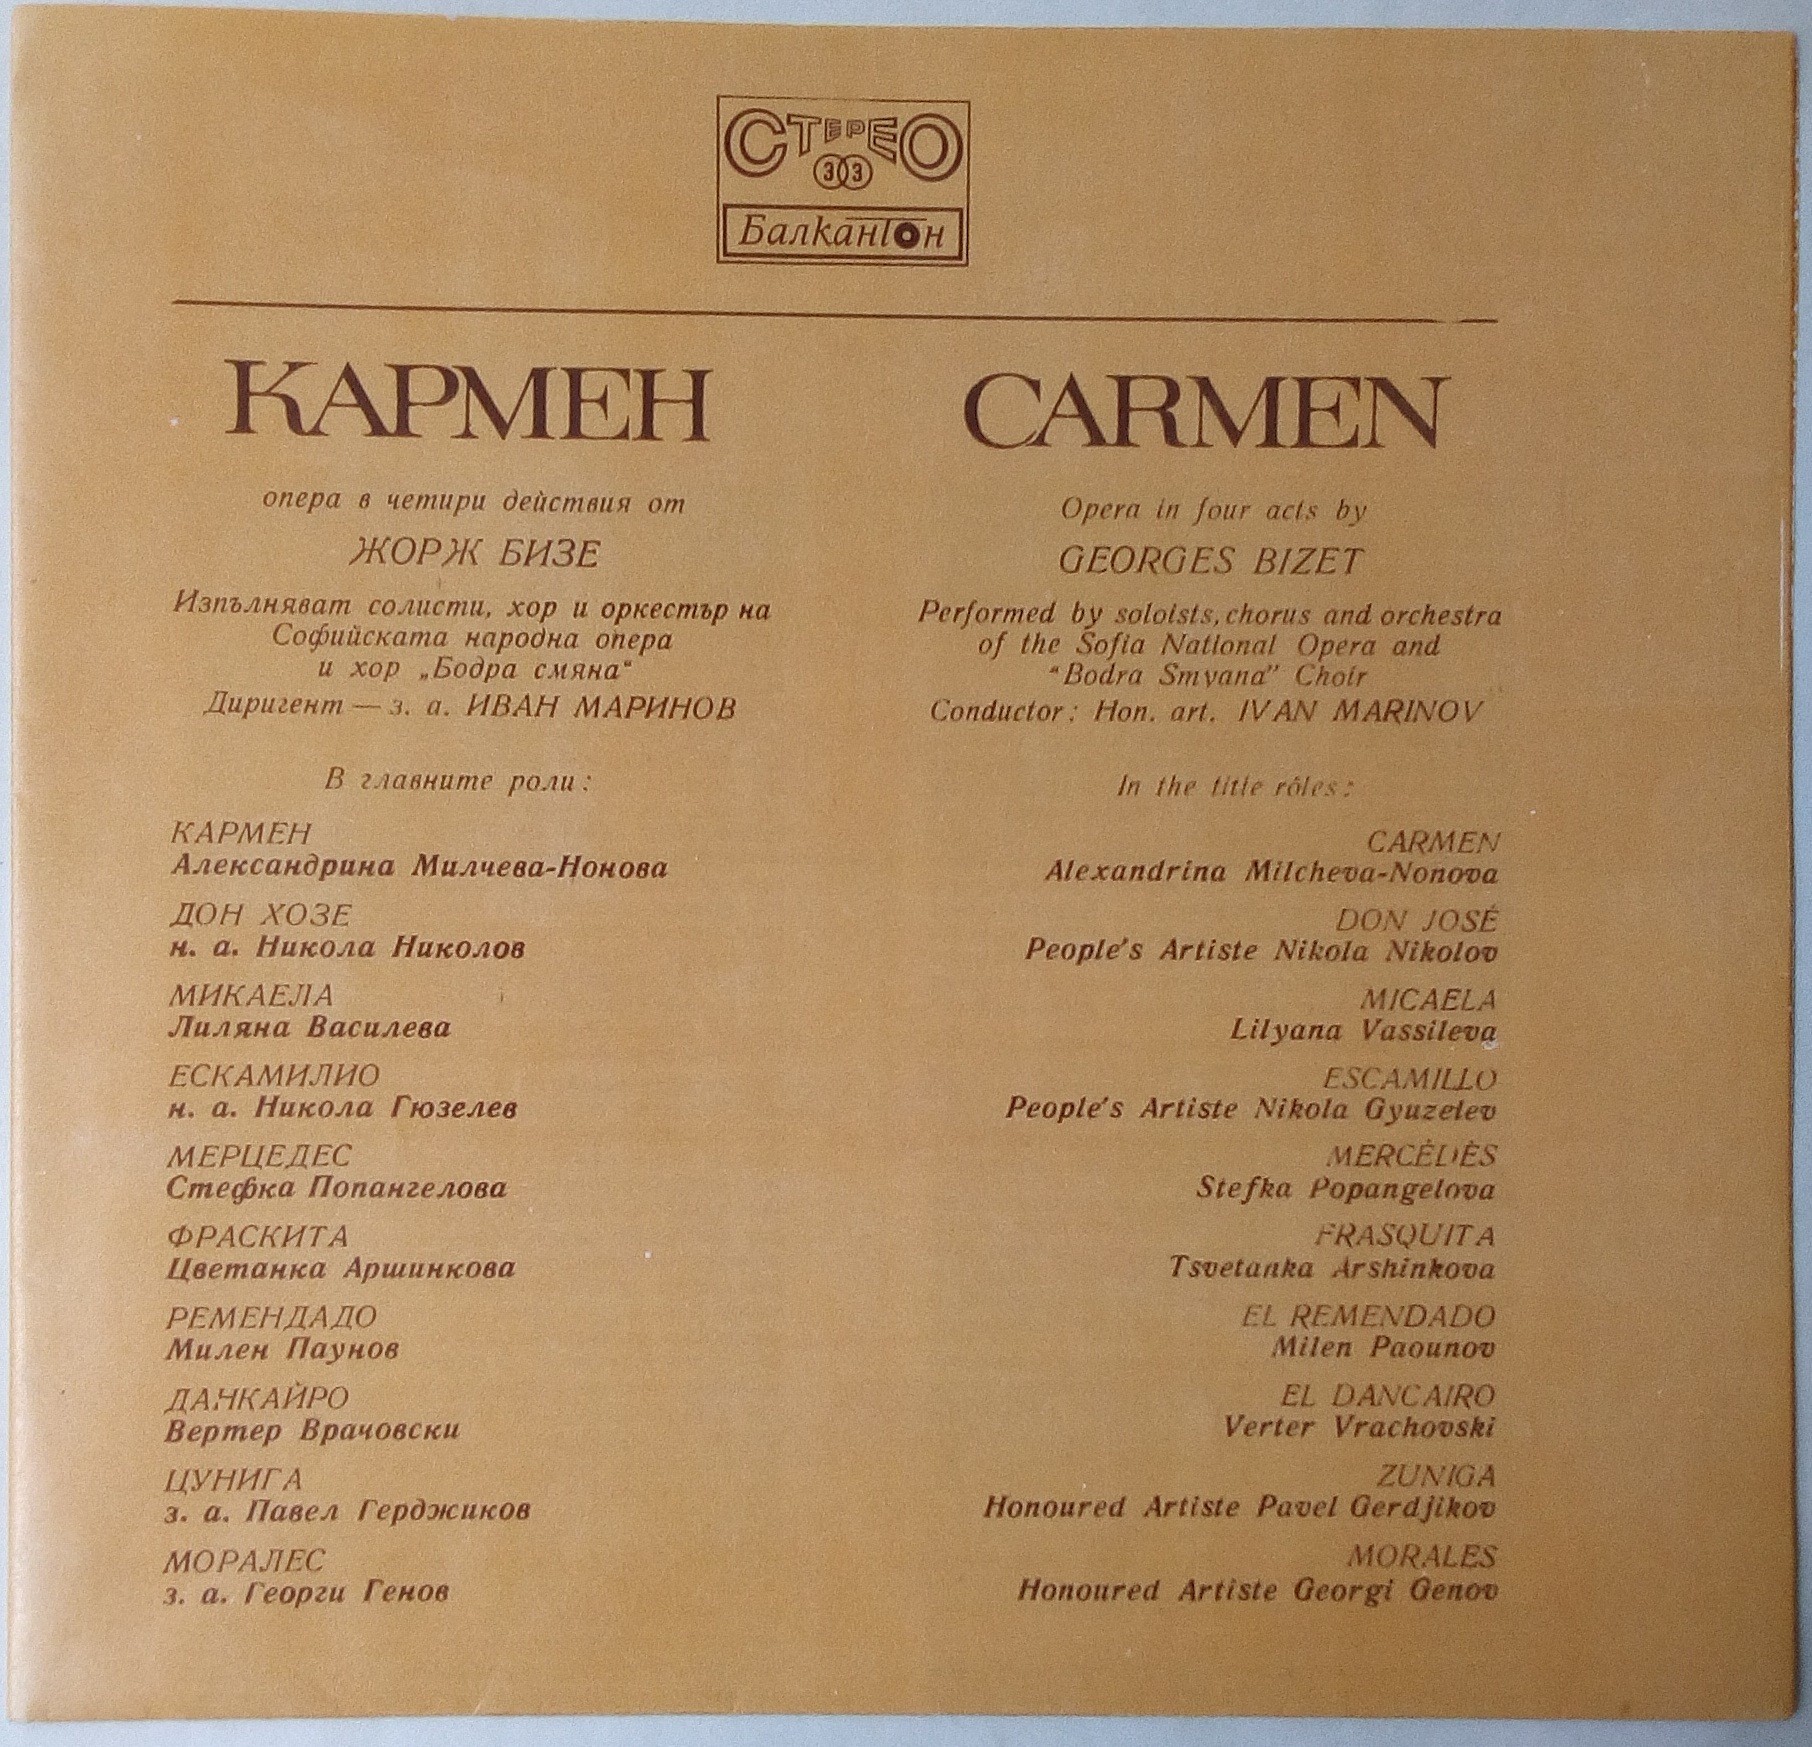 СТЕРЕО
33
Балкантон
КАРМЕН
опера в четири действия от
ЖОРЖ БИЗЕ
Изпълняват солисти, хор и оркестър на
Софийската народна опера
и хор „Бодра смяна“
Диригент — з. а. ИВАН МАРИНОВ
В главните роли:
КАРМЕН
Александрина Милчева-Нонова
ДОН ХОЗЕ
н. а. Никола Николов
МИКАЕЛА
Лиляна Василева
ЕСКАМИЛИО
н. а. Никола Гюзелев
МЕРЦЕДЕС
Стефка Попангелова
ФРАСКИТА
Цветанка Аршинкова
РЕМЕНДАДО
Милен Паунов
ДАНКАЙРО
Вертер Врачовски
ЦУНИГА
з. а. Павел Герджиков
МОРАЛЕС
з. а. Георги Генов
CARMEN
Opera in four acts by
GEORGES BIZET
Performed by soloists, chorus and orchestra
of the Sofia National Opera and
“Bodra Smyana” Choir
Conductor: Hon. art. IVAN MARINOV
In the title rôles:
CARMEN
Alexandrina Milcheva-Nonova
DON JOSÉ
People's Artiste Nikola Nikolov
MICAELA
Lilyana Vassileva
ESCAMILLO
People's Artiste Nikola Gyuzelev
MERCÉDÈS
Stefka Popangelova
FRASQUITA
Tsvetanka Arshinkova
EL REMENDADO
Milen Paounov
EL DANCAIRO
Verter Vrachovski
ZUNIGA
Honoured Artiste Pavel Gerdjikov
MORALES
Honoured Artiste Georgi Genov